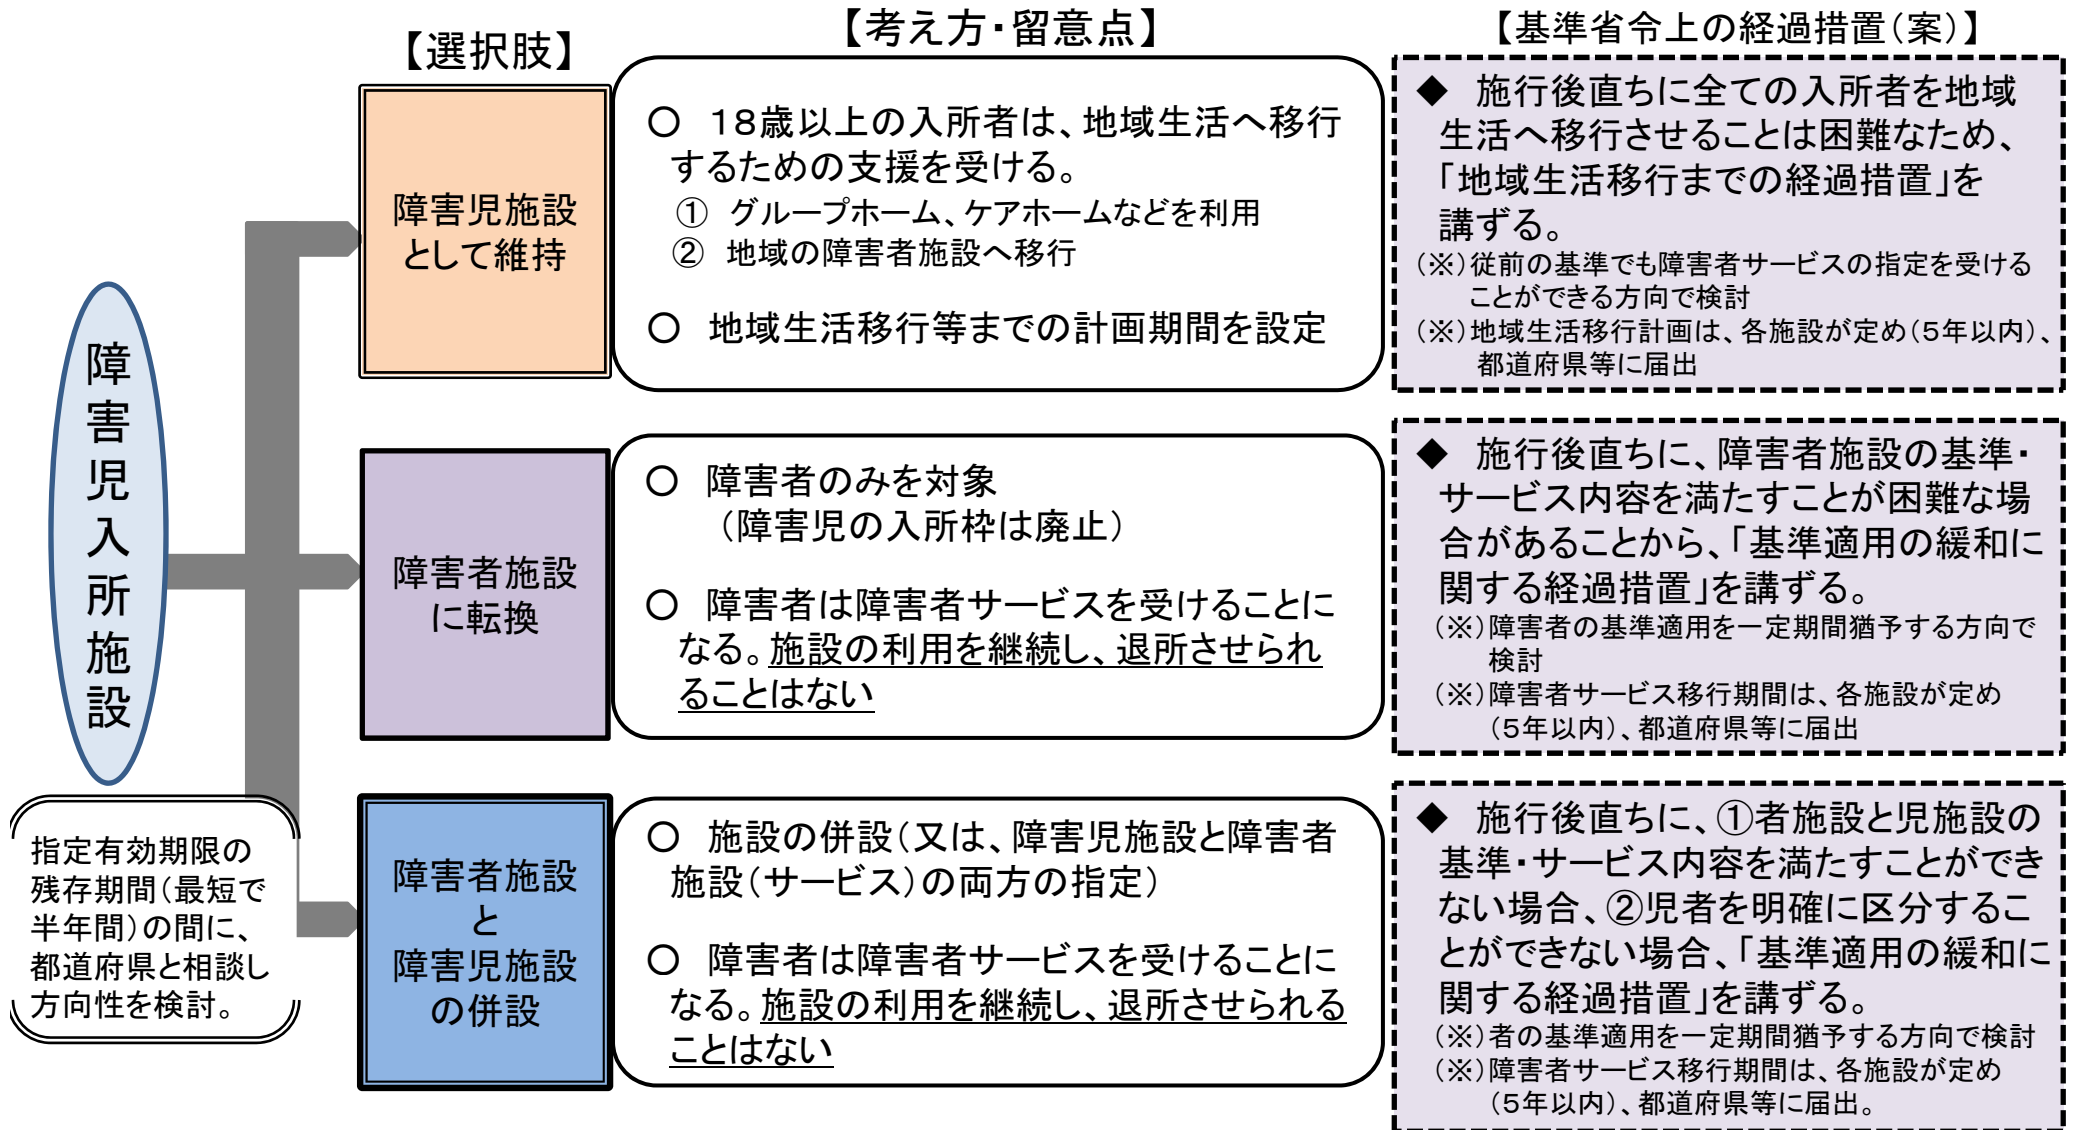 【選択肢】
【考え方・留意点】
【基準省令上の経過措置(案)】
障害児入所施設
指定有効期限の
残存期間(最短で
半年間)の間に、
都道府県と相談し
方向性を検討。
障害児施設
として維持
○ 18歳以上の入所者は、地域生活へ移行
するための支援を受ける。
① グループホーム、ケアホームなどを利用
② 地域の障害者施設へ移行
○ 地域生活移行等までの計画期間を設定
◆ 施行後直ちに全ての入所者を地域
生活へ移行させることは困難なため、
「地域生活移行までの経過措置」を
講ずる。
(※)従前の基準でも障害者サービスの指定を受ける
ことができる方向で検討
(※)地域生活移行計画は、各施設が定め(5年以内)、
都道府県等に届出
障害者施設
に転換
○ 障害者のみを対象
(障害児の入所枠は廃止)
○ 障害者は障害者サービスを受けることに
なる。施設の利用を継続し、退所させられ
ることはない
◆ 施行後直ちに、障害者施設の基準・
サービス内容を満たすことが困難な場
合があることから、「基準適用の緩和に
関する経過措置」を講ずる。
(※)障害者の基準適用を一定期間猶予する方向で
検討
(※)障害者サービス移行期間は、各施設が定め
(5年以内)、都道府県等に届出
障害者施設
と
障害児施設
の併設
○ 施設の併設(又は、障害児施設と障害者
施設(サービス)の両方の指定)
○ 障害者は障害者サービスを受けることに
なる。施設の利用を継続し、退所させられる
ことはない
◆ 施行後直ちに、①者施設と児施設の
基準・サービス内容を満たすことができ
ない場合、②児者を明確に区分するこ
とができない場合、「基準適用の緩和に
関する経過措置」を講ずる。
(※)者の基準適用を一定期間猶予する方向で検討
(※)障害者サービス移行期間は、各施設が定め
(5年以内)、都道府県等に届出。